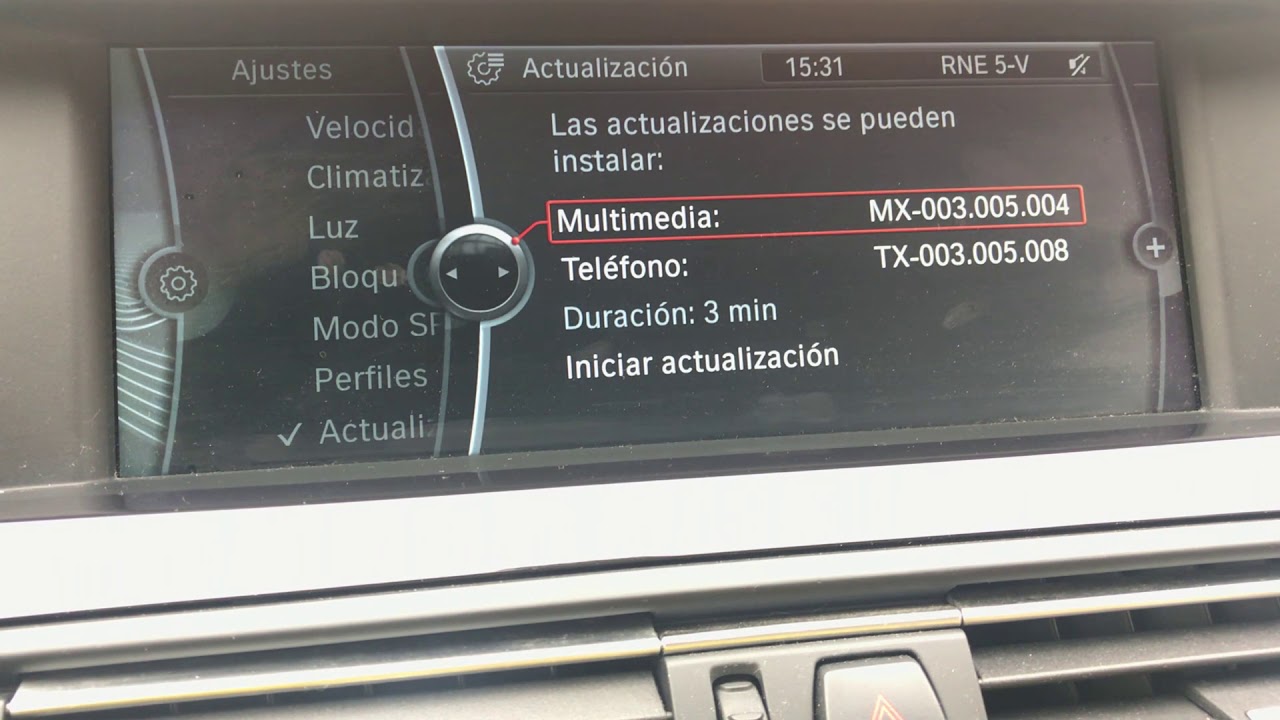 Ajustes
Velocid
Climatiz
Luz
Bloqu
Modo SP
Perfiles
Actuali
Actualización
15:31
RNE 5-V
Las actualizaciones se pueden
instalar:
Multimedia: MX-003.005.004
Teléfono: TX-003.005.008
Duración: 3 min
Iniciar actualización